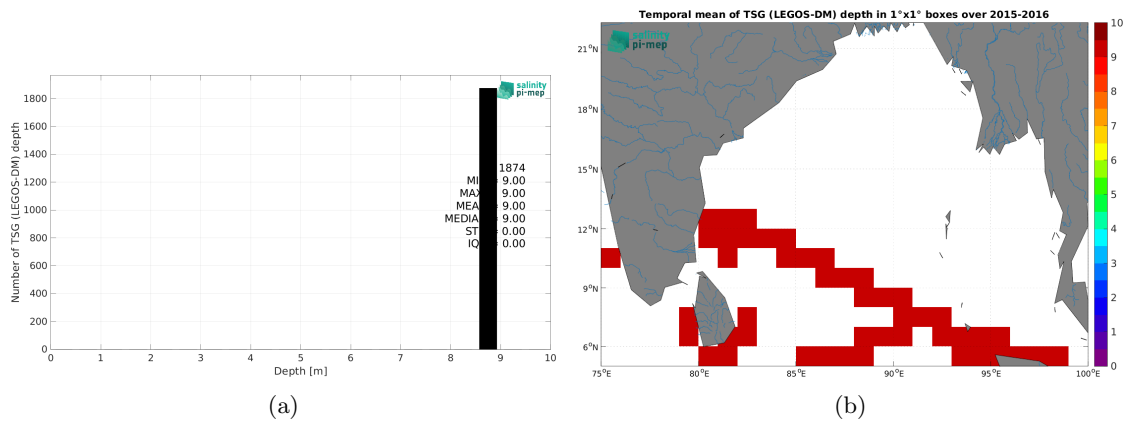 Temporal mean of TSG (LEGOS-DM) depth in 1°x1° boxes over 2015-2016
salinity
pi-mep
Number of TSG (LEGOS-DM) depth
1800
1600
1400
1200
1000
800
600
400
200
0
1874
MI = 9.00
MAX = 9.00
MEA = 9.00
MEDIA = 9.00
ST = 0.00
IQ = 0.00
0 1 2 3 4 5 6 7 8 9 10
Depth [m]
(a)
salinity
pi-mep
21°N
18°N
15°N
12°N
9°N
6°N
75°E 80°E 85°E 90°E 95°E 100°E
10
9
8
7
6
5
4
3
2
1
0
(b)